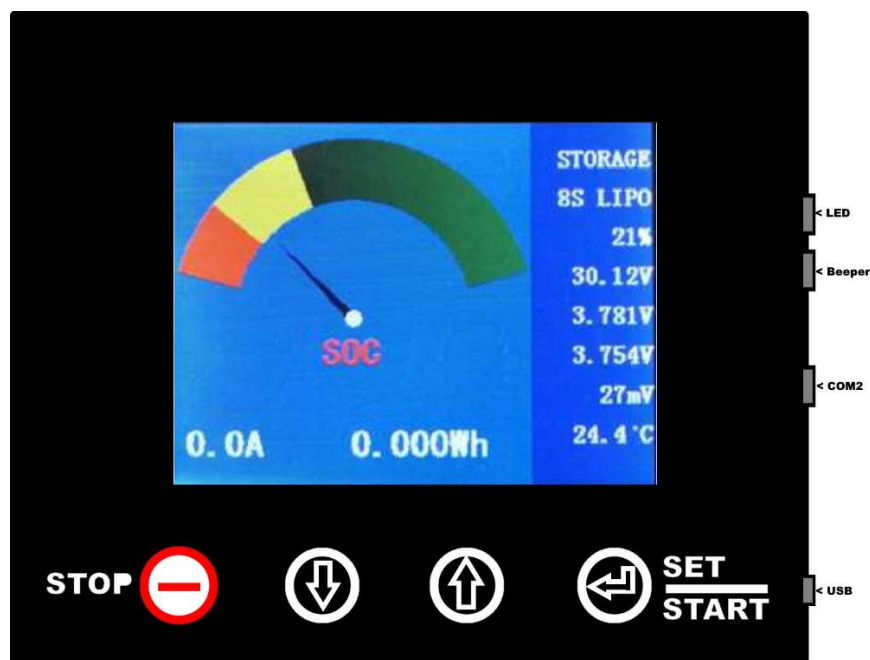 STORAGE
8S LIPO
21%
30.12V
3.781V
3.754V
27mV
24.4°C
SOC
0.0A 0.000Wh
< LED
< Beeper
< COM2
< USB
STOP
SET
START